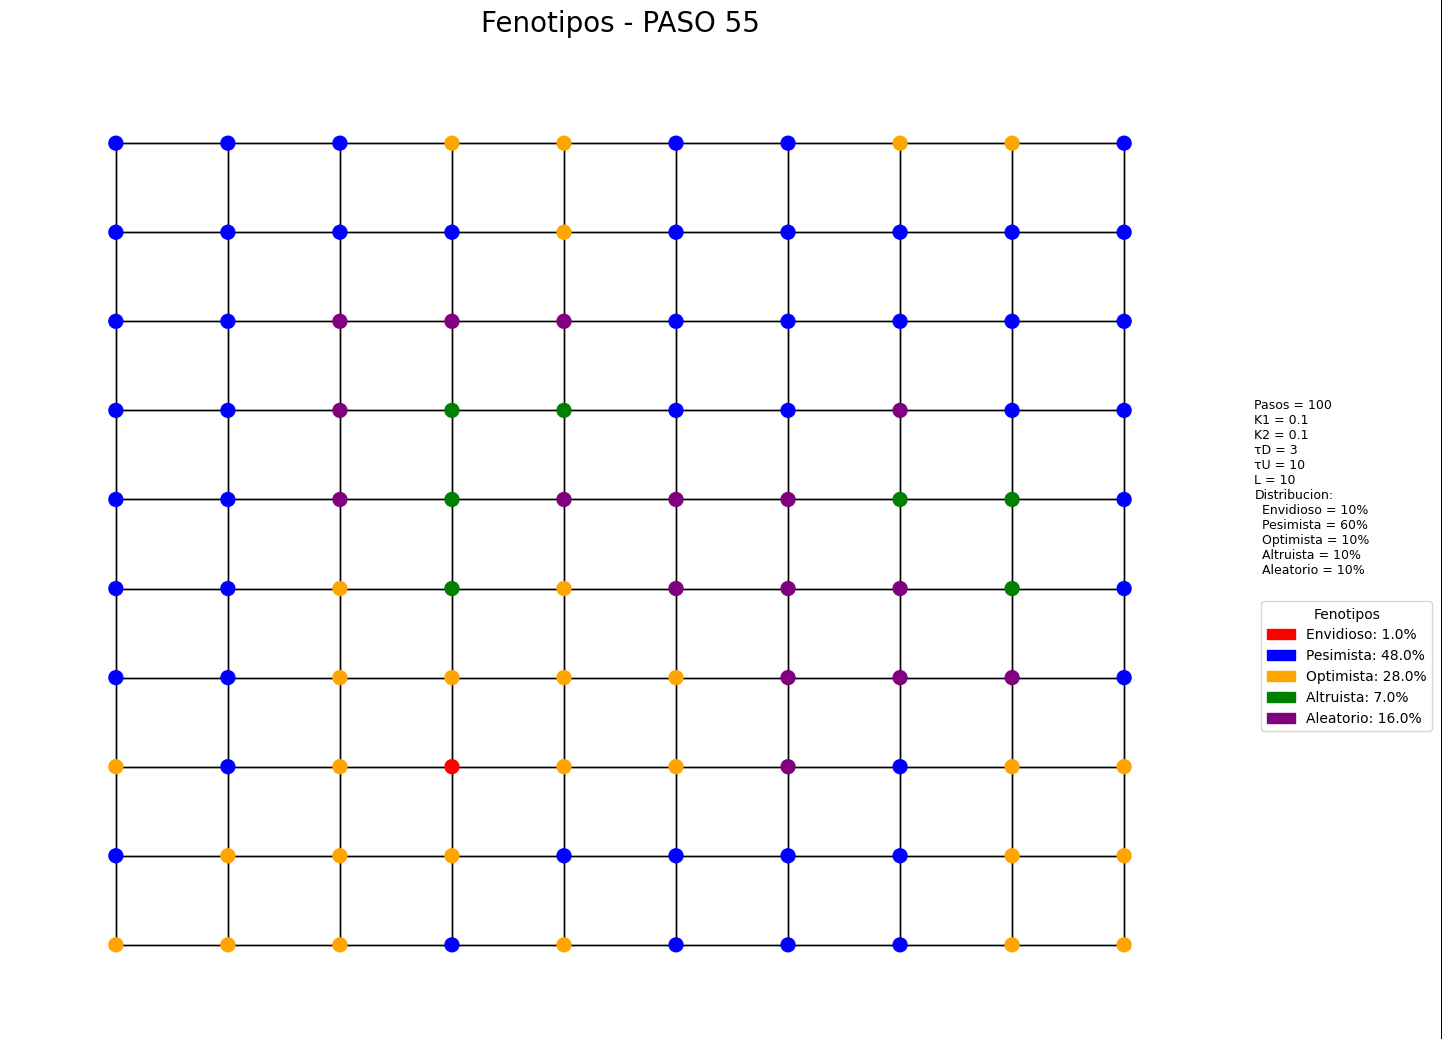 Fenotipos - PASO 55
Pasos = 100
K1 = 0.1
K2 = 0.1
τD = 3
τU = 10
L = 10
Distribucion:
Envidioso = 10%
Pesimista = 60%
Optimista = 10%
Altruista = 10%
Aleatorio = 10%
Fenotipos
Envidioso: 1.0%
Pesimista: 48.0%
Optimista: 28.0%
Altruista: 7.0%
Aleatorio: 16.0%